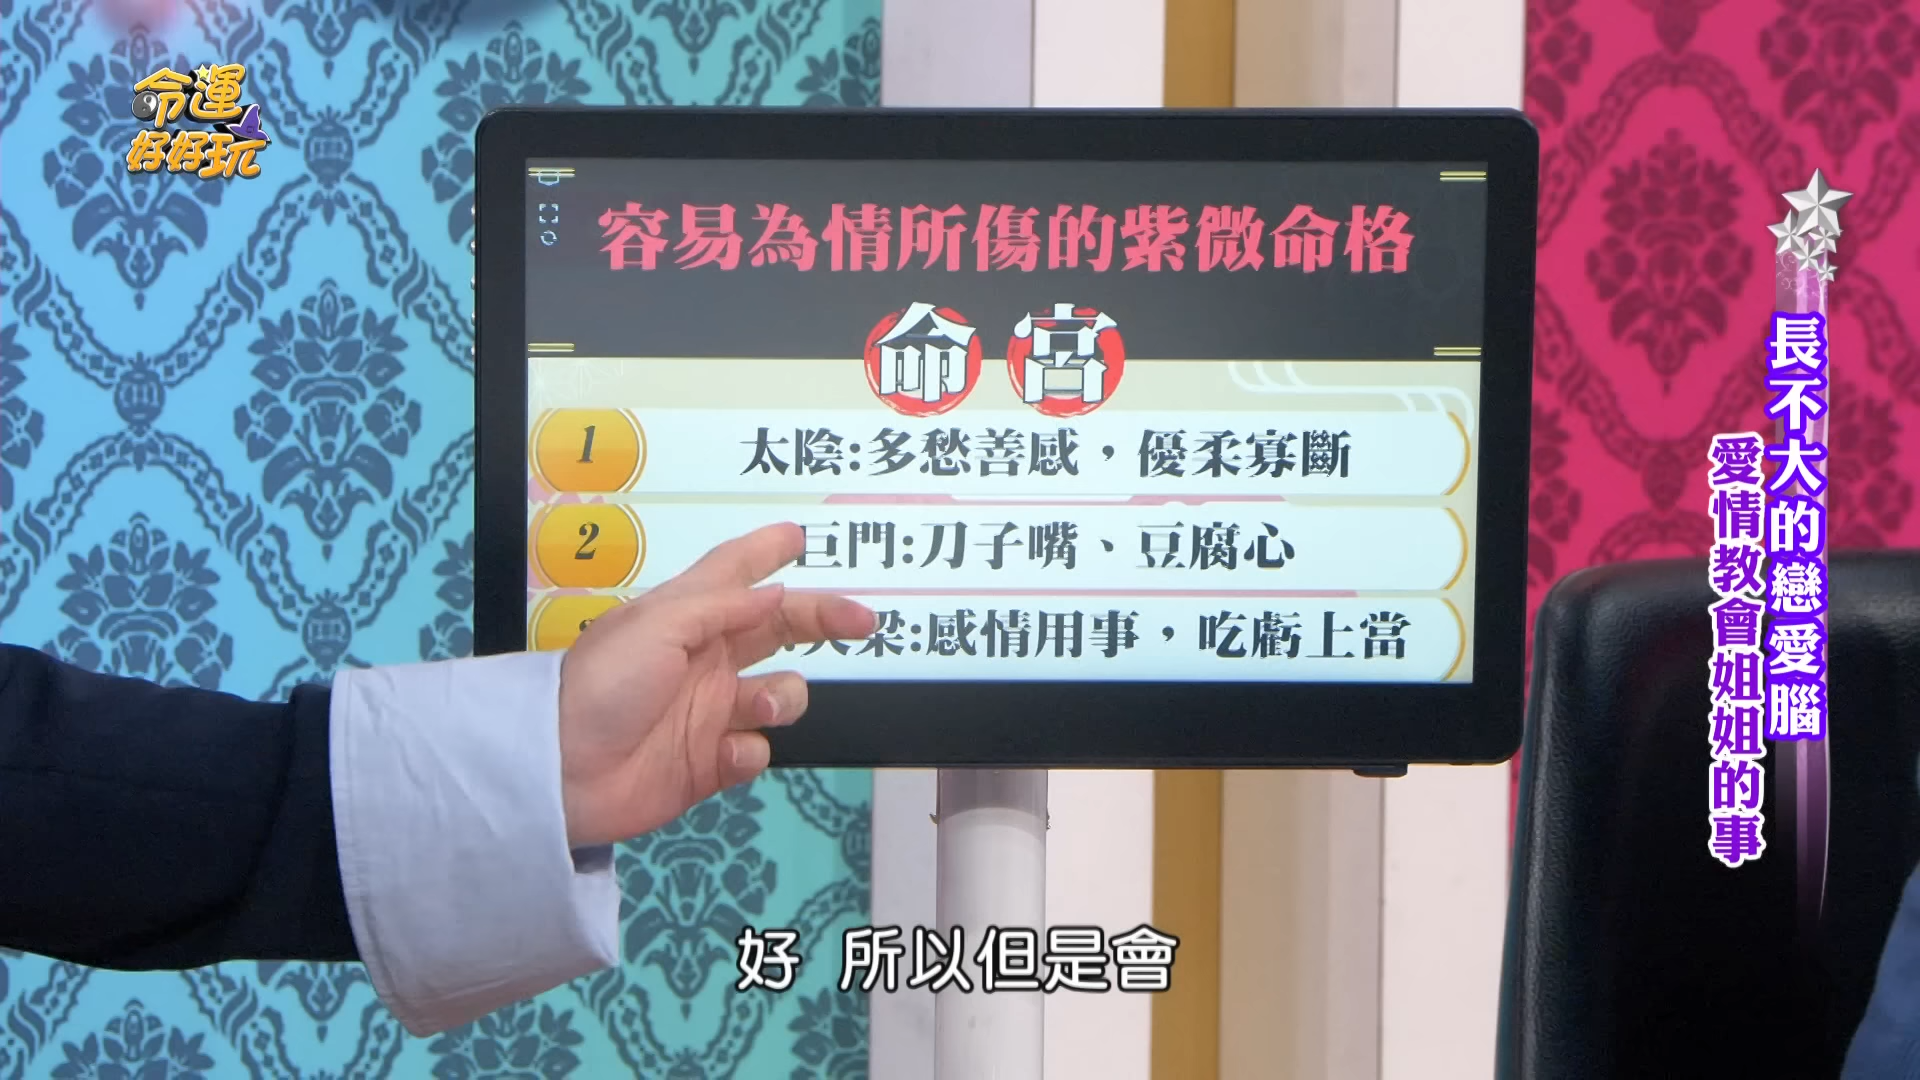 命運
好好玩
容易為情所傷的紫微命格
命宮
1 太陰:多愁善感，優柔寡斷
2 巨門:刀子嘴、豆腐心
梁:感情用事，吃虧上當
長不大的戀愛腦
愛情教會姐姐的事
好 所以但是會